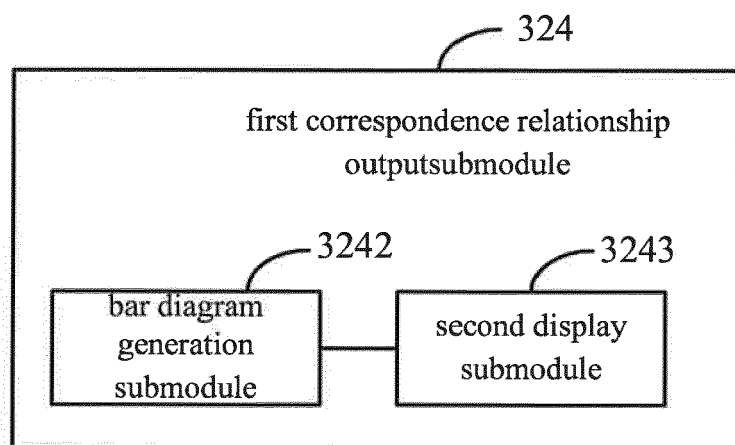 324
first correspondence relationship
outputsubmodule
3242
3243
bar diagram
generation
submodule
second display
submodule